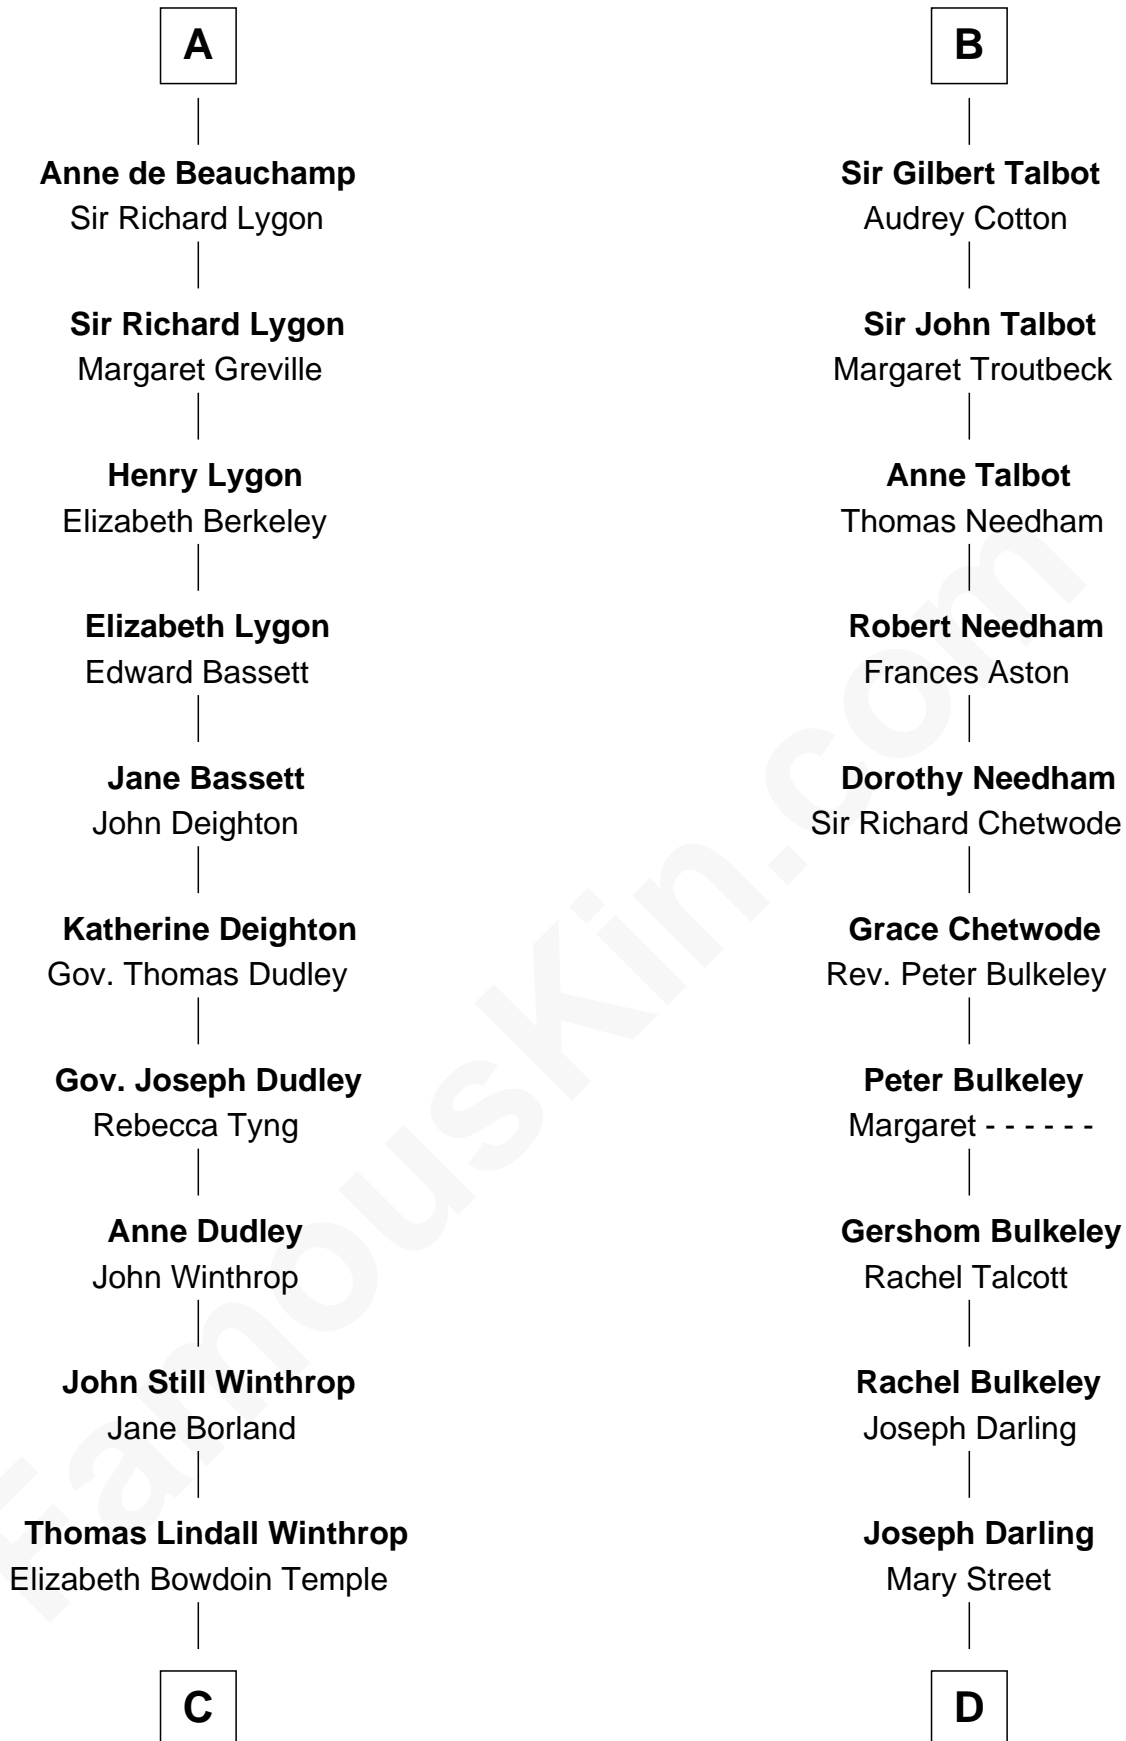 A
Anne de Beauchamp
Sir Richard Lygon
Sir Richard Lygon
Margaret Greville
Henry Lygon
Elizabeth Berkeley
Elizabeth Lygon
Edward Bassett
Jane Bassett
John Deighton
Katherine Deighton
Gov. Thomas Dudley
Gov. Joseph Dudley
Rebecca Tyng
Anne Dudley
John Winthrop
John Still Winthrop
Jane Borland
Thomas Lindall Winthrop
Elizabeth Bowdoin Temple
C
B
Sir Gilbert Talbot
Audrey Cotton
Sir John Talbot
Margaret Troutbeck
Anne Talbot
Thomas Needham
Robert Needham
Frances Aston
Dorothy Needham
Sir Richard Chetwode
Grace Chetwode
Rev. Peter Bulkeley
Peter Bulkeley
Margaret - - - - - -
Gershom Bulkeley
Rachel Talcott
Rachel Bulkeley
Joseph Darling
Joseph Darling
Mary Street
D
FamousKin.com